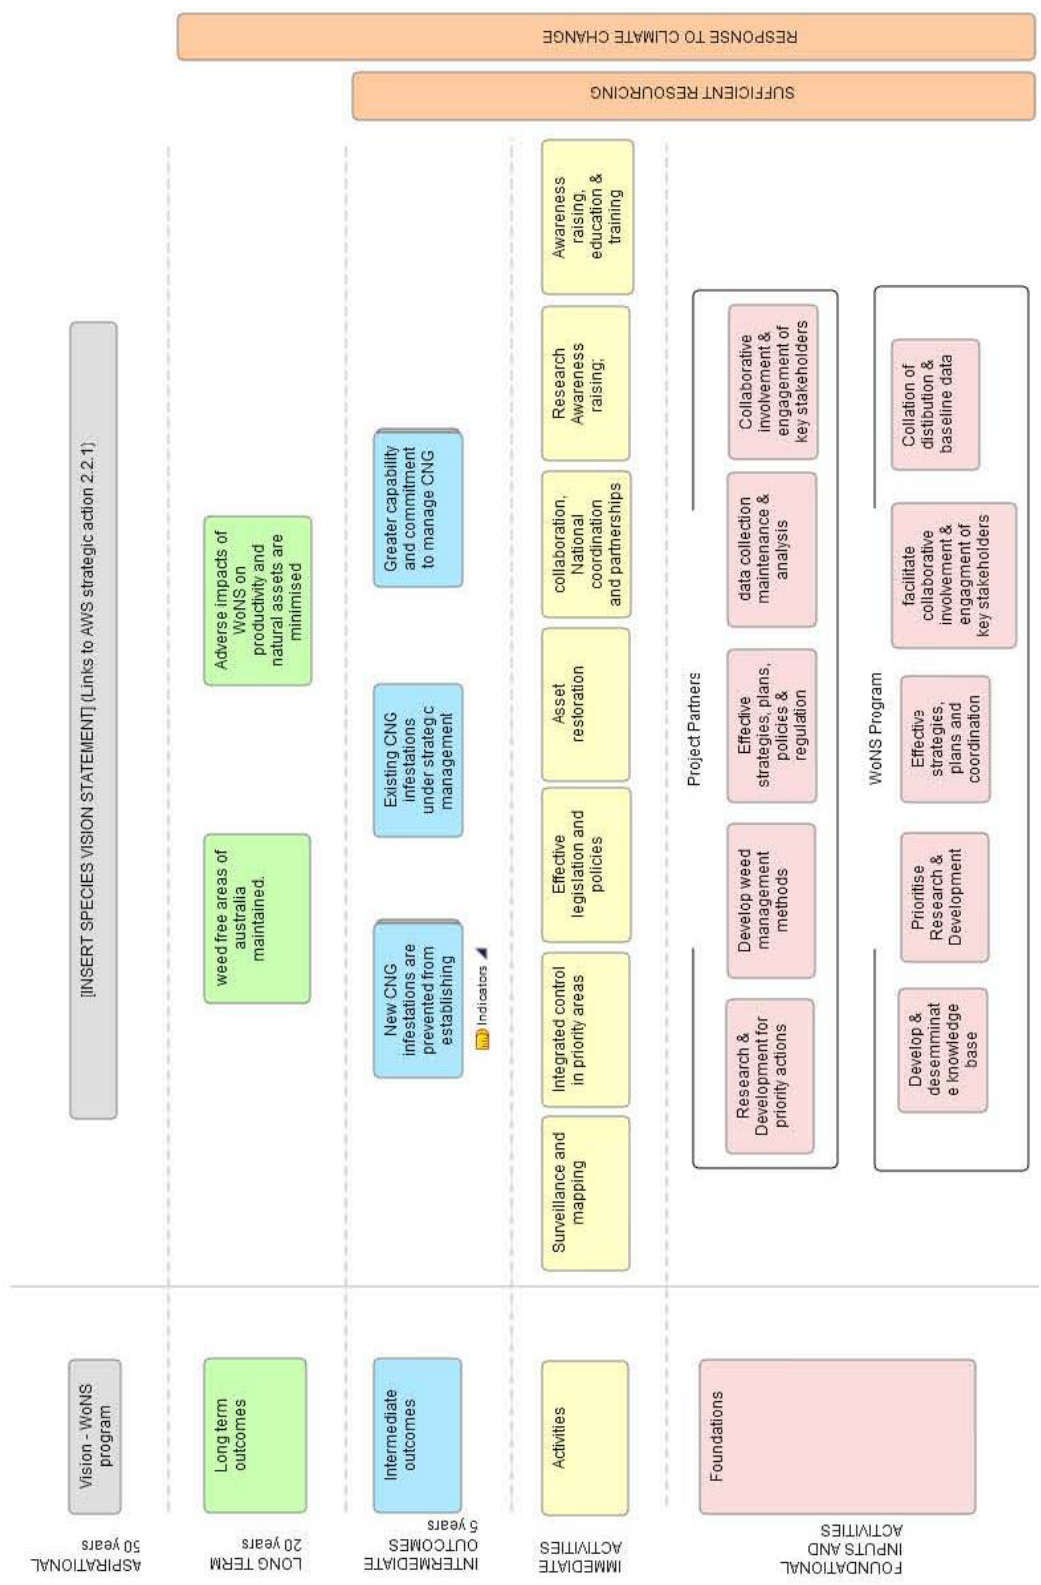 ASPIRATIONAL
50 years
Vision - WoNS
program
[INSERT SPECIES VISION STATEMENT] (Links to AWS strategic action 2.2.1)
LONG TERM
20 years
Long term
outcomes
weed free areas of
australia
maintained.
Adverse impacts of
WoNS on
productivity and
natural assets are
minimised
INTERMEDIATE
OUTCOMES
5 years
Intermediate
outcomes
New CNG
infestations are
prevented from
establishing
Indicators
Existing CNG
infestations
under strateg c
management
Greater capability
and commitment
to manage CNG
IMMEDIATE
ACTIVITIES
Activities
Surveillance and
mapping
Integrated control
in priority areas
Effective
legislation and
policies
Asset
restoration
collaboration,
National
coordination
and partnerships
Research
Awareness
raising;
Awareness
raising,
education &
training
FOUNDATIONAL
INPUTS AND
ACTIVITIES
Foundations
Project Partners
Research &
Development for
priority actions
Develop weed
management
methods
Effective
strategies, plans,
policies &
regulation
data collection
maintenance &
analysis
Collaborative
involvement &
engagement of
key stakeholders
WoNS Program
Develop &
desemminat
e knowledge
base
Prioritise
Research &
Development
Effective
strategies,
plans and
coordination
facilitate
collaborative
involvement &
engagment of
key stakeholders
Collation of
distibution &
baseline data
RESPONSE TO CLIMATE CHANGE
SUFFICIENT RESOURCING